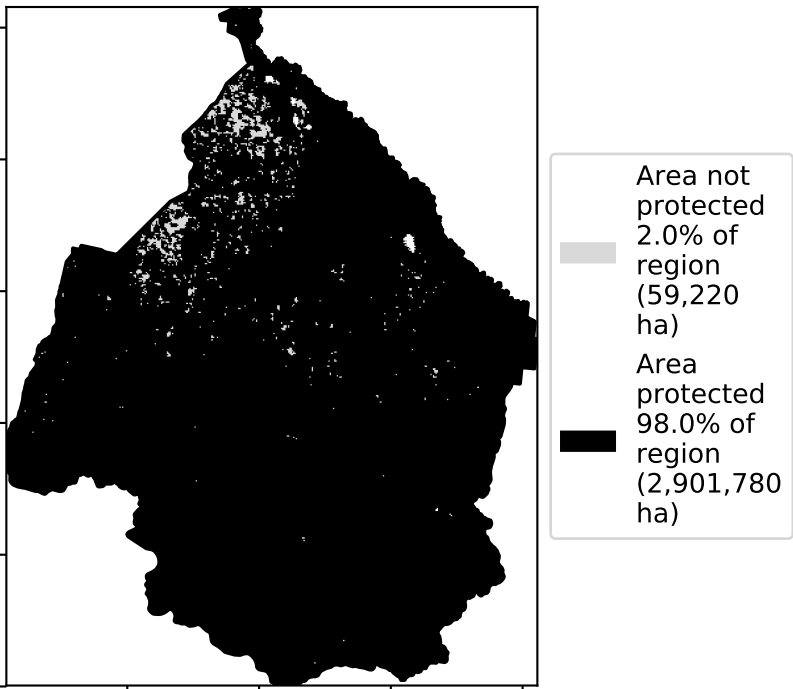 Area not
protected
2.0% of
region
(59,220
ha)
Area
protected
98.0% of
region
(2,901,780
ha)